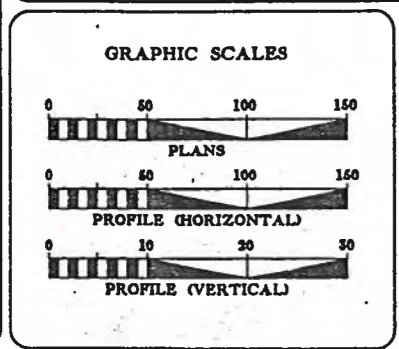 GRAPHIC SCALES
0 50 100 150
PLANS
0 50 100 150
PROFILE (HORIZONTAL)
0 10 20 30
PROFILE (VERTICAL)